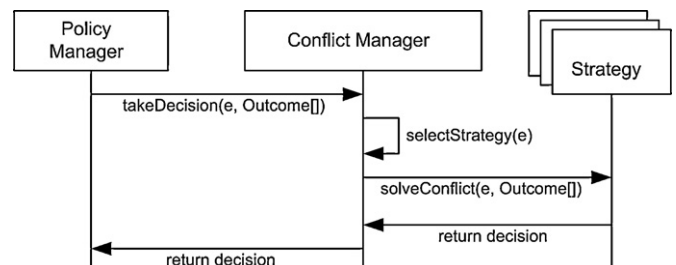 Policy
Manager
Conflict Manager
Strategy
takeDecision(e, Outcome[])
selectStrategy(e)
solveConflict(e, Outcome[])
return decision
return decision